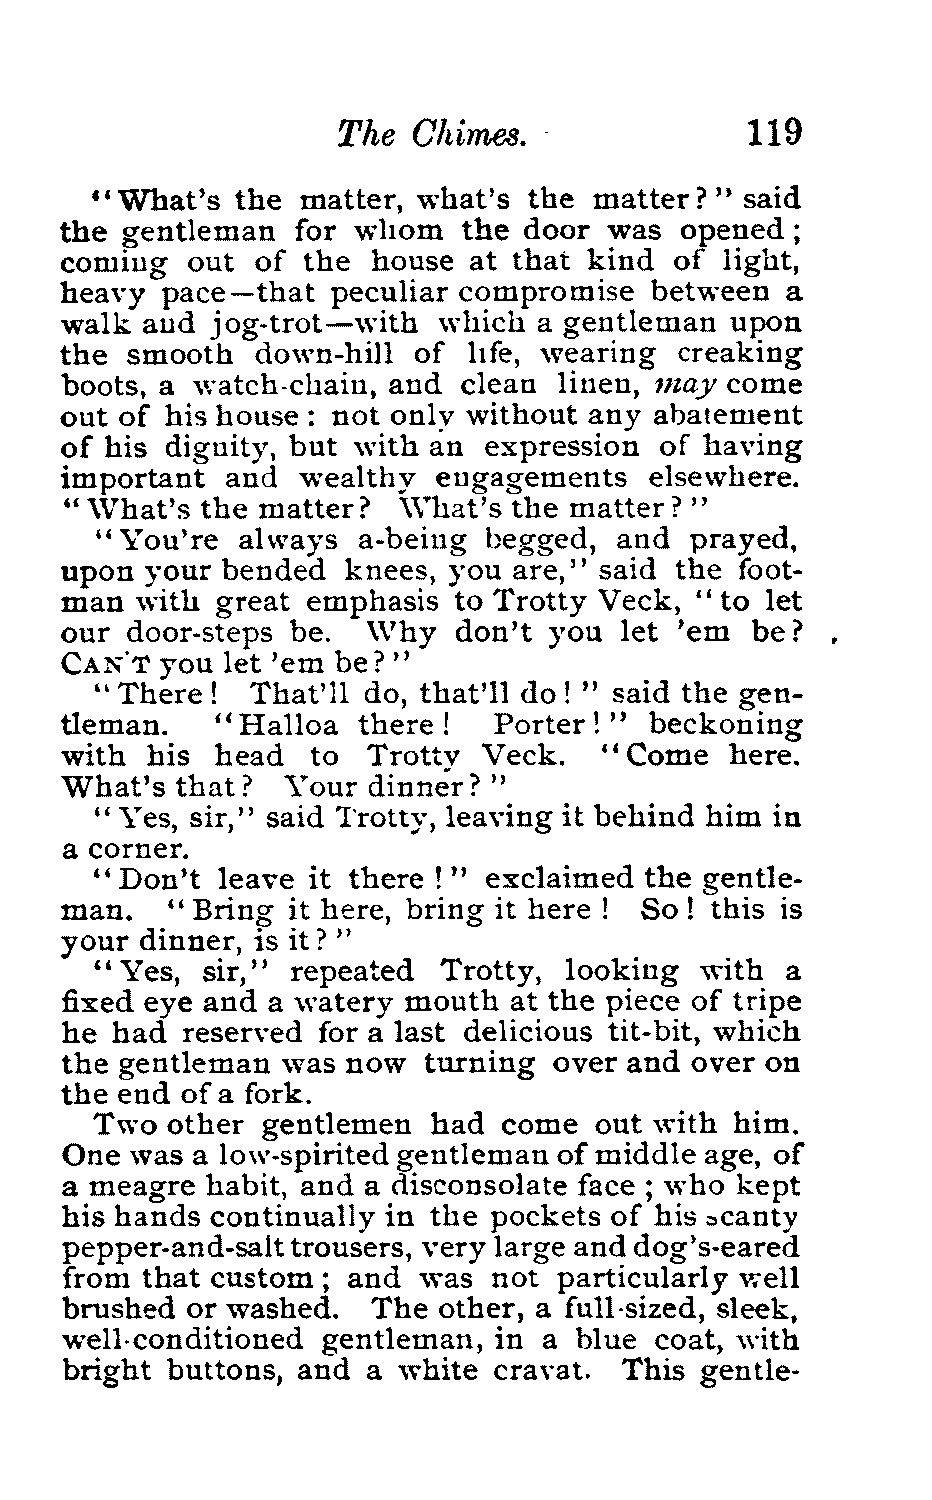 The Chimes. 119
"What's the matter, what's the matter?" said
the gentleman for whom the door was opened;
coming out of the house at that kind of light,
heavy pace—that peculiar compromise between a
walk and jog-trot—with which a gentleman upon
the smooth down-hill of life, wearing creaking
boots, a watch-chain, and clean linen, may come
out of his house: not only without any abatement
of his dignity, but with an expression of having
important and wealthy engagements elsewhere.
"What's the matter? What's the matter?"
"You're always a-being begged, and prayed,
upon your bended knees, you are," said the foot-
man with great emphasis to Trotty Veck, "to let
our door-steps be. Why don't you let 'em be?
CAN'T you let 'em be?"
"There! That'll do, that'll do!" said the gen-
tleman. "Halloa there! Porter!" beckoning
with his head to Trotty Veck. "Come here.
What's that? Your dinner?"
"Yes, sir," said Trotty, leaving it behind him in
a corner.
"Don't leave it there!" exclaimed the gentle-
man. "Bring it here, bring it here! So! this is
your dinner, is it?"
"Yes, sir," repeated Trotty, looking with a
fixed eye and a watery mouth at the piece of tripe
he had reserved for a last delicious tit-bit, which
the gentleman was now turning over and over on
the end of a fork.
Two other gentlemen had come out with him.
One was a low-spirited gentleman of middle age, of
a meagre habit, and a disconsolate face; who kept
his hands continually in the pockets of his scanty
pepper-and-salt trousers, very large and dog's-eared
from that custom; and was not particularly well
brushed or washed. The other, a full-sized, sleek,
well-conditioned gentleman, in a blue coat, with
bright buttons, and a white cravat. This gentle-